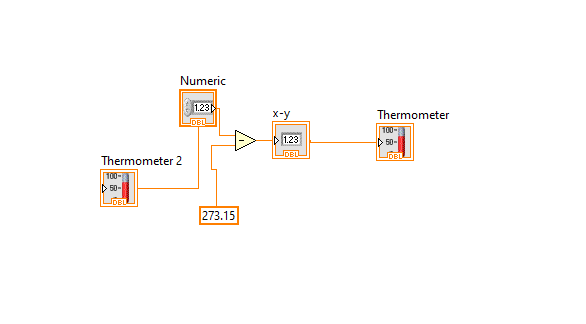 Numeric
1.23
DBL
x-y
1.23
DBL
Thermometer
100-
50-
DBL
Thermometer 2
100-
50-
DBL
273.15